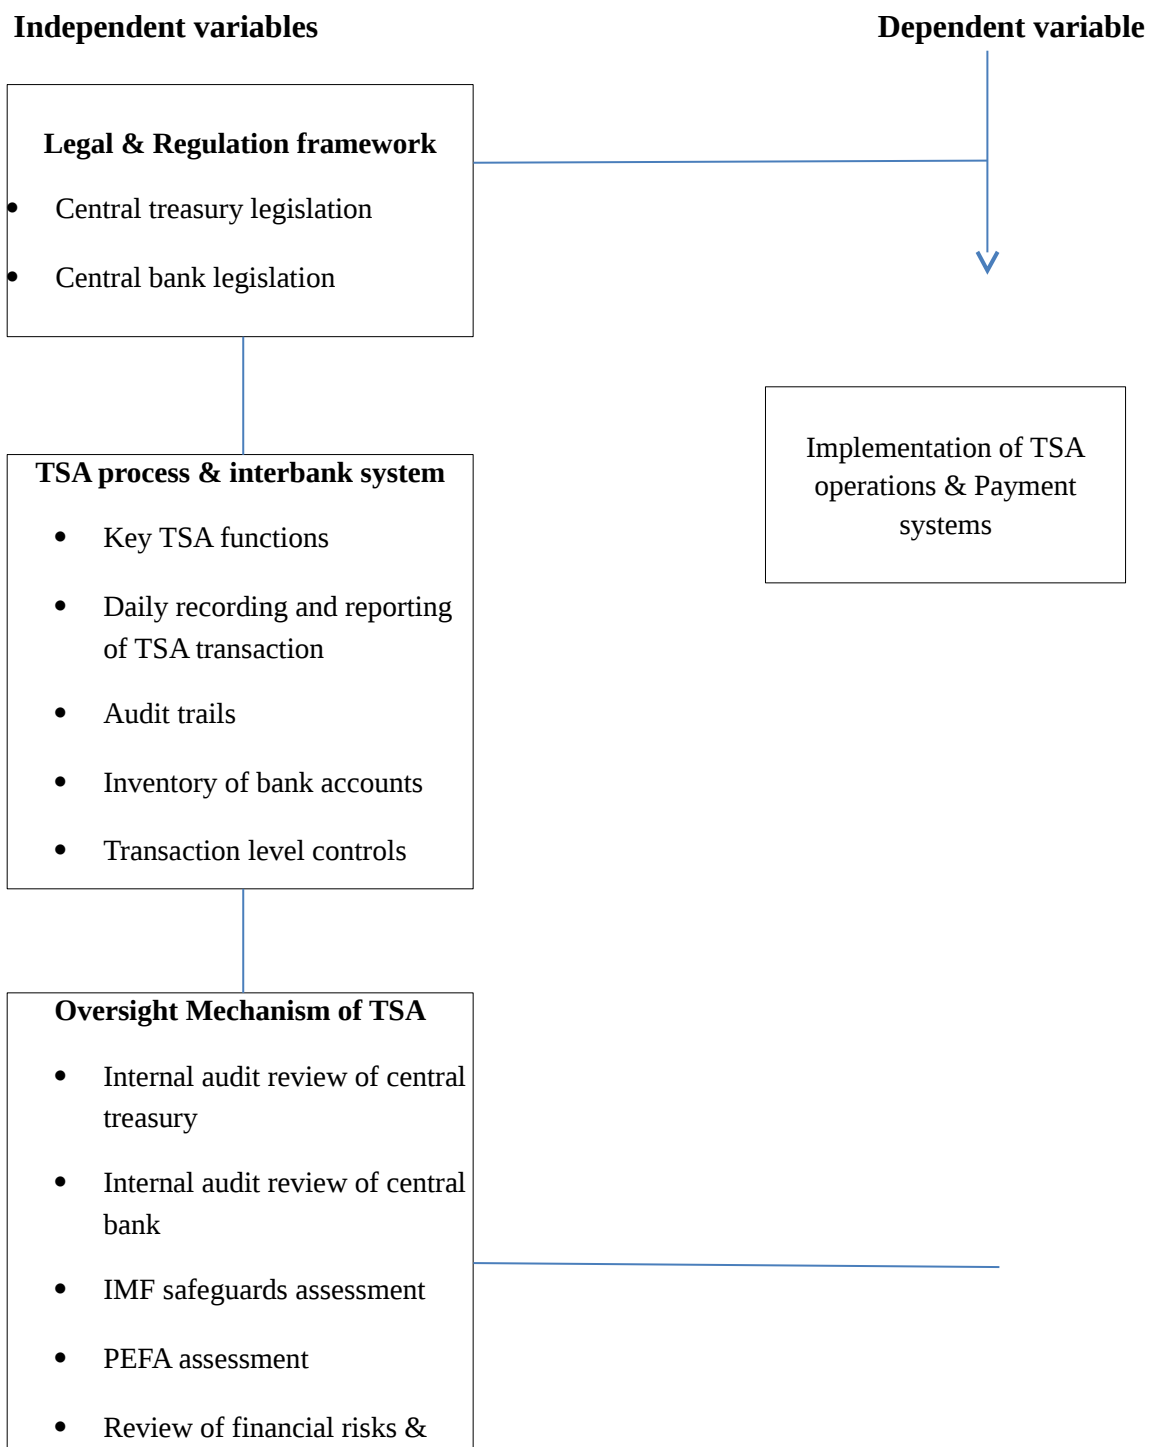 Independent variables
Dependent variable
Legal & Regulation framework
• Central treasury legislation
• Central bank legislation
Implementation of TSA
operations & Payment
systems
TSA process & interbank system
• Key TSA functions
• Daily recording and reporting
of TSA transaction
• Audit trails
• Inventory of bank accounts
• Transaction level controls
Oversight Mechanism of TSA
• Internal audit review of central
treasury
• Internal audit review of central
bank
• IMF safeguards assessment
• PEFA assessment
• Review of financial risks &